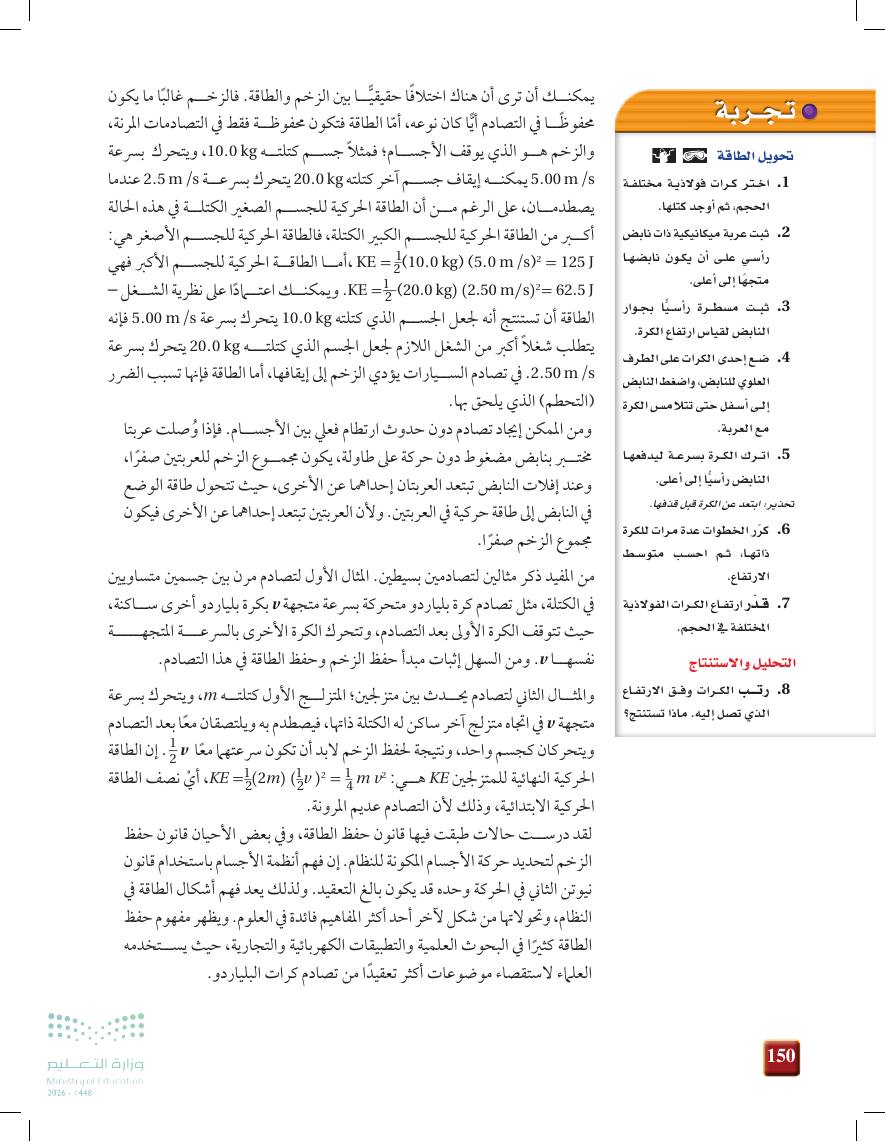 يمكنك أن ترى أن هناك اختلافًا حقيقيًّا بين الزخم والطاقة. فالزخم غالبًا ما يكون
محفوظًا في التصادم أيًّا كان نوعه، أمّا الطاقة فتكون محفوظة فقط في التصادمات المرنة،
والزخم هو الذي يوقف الأجسام؛ فمثلاً جسم كتلته 10.0 kg، ويتحرك بسرعة
5.00 m/s يمكنه إيقاف جسم آخر كتلته 20.0 kg يتحرك بسرعة 2.5 m/s عندما
يصطدمان، على الرغم من أن الطاقة الحركية للجسم الصغير الكتلة في هذه الحالة
أكبر من الطاقة الحركية للجسم الكبير الكتلة، فالطاقة الحركية للجسم الأصغر هي:
KE = ½(10.0 kg) (5.0 m/s)² = 125 J ،أما الطاقة الحركية للجسم الأكبر فهي
KE = ½ (20.0 kg) (2.50 m/s)²= 62.5 J. ويمكنك اعتمادًا على نظرية الشغل –
الطاقة أن تستنتج أنه لجعل الجسم الذي كتلته 10.0 kg يتحرك بسرعة 5.00 m/s فإنه
يتطلب شغلاً أكبر من الشغل اللازم لجعل الجسم الذي كتلته 20.0 kg يتحرك بسرعة
2.50 m/s. في تصادم السيارات يؤدي الزخم إلى إيقافها، أما الطاقة فإنها تسبب الضرر
(التحطم) الذي يلحق بها.
ومن الممكن إيجاد تصادم دون حدوث ارتطام فعلي بين الأجسام. فإذا وُصلت عربتا
مختبر بنابض مضغوط دون حركة على طاولة، يكون مجموع الزخم للعربتين صفرًا،
وعند إفلات النابض تبتعد العربتان إحداهما عن الأخرى، حيث تتحول طاقة الوضع
في النابض إلى طاقة حركية في العربتين. ولأن العربتين تبتعد إحداهما عن الأخرى فيكون
مجموع الزخم صفرًا.
من المفيد ذكر مثالين لتصادمين بسيطين. المثال الأول لتصادم مرن بين جسمين متساويين
في الكتلة، مثل تصادم كرة بلياردو متحركة بسرعة متجهة v بكرة بلياردو أخرى ساكنة،
حيث تتوقف الكرة الأولى بعد التصادم، وتتحرك الكرة الأخرى بالسرعة المتجهة
نفسها v. ومن السهل إثبات مبدأ حفظ الزخم وحفظ الطاقة في هذا التصادم.
والمثال الثاني لتصادم يحدث بين متزلجين؛ المتزلج الأول كتلته m، ويتحرك بسرعة
متجهة v في اتجاه متزلج آخر ساكن له الكتلة ذاتها، فيصطدم به ويلتصقان معًا بعد التصادم
ويتحركان كجسم واحد، ونتيجة لحفظ الزخم لابد أن تكون سرعتهما معًا ½ v. إن الطاقة
الحركية النهائية للمتزلجين KE هي: KE = ½(2m) (½v)² = ¼ m v²، أيْ نصف الطاقة
الحركية الابتدائية، وذلك لأن التصادم عديم المرونة.
لقد درست حالات طبقت فيها قانون حفظ الطاقة، وفي بعض الأحيان قانون حفظ
الزخم لتحديد حركة الأجسام المكونة للنظام. إن فهم أنظمة الأجسام باستخدام قانون
نيوتن الثاني في الحركة وحده قد يكون بالغ التعقيد. ولذلك يعد فهم أشكال الطاقة في
النظام، وتحولاتها من شكل لآخر أحد أكثر المفاهيم فائدة في العلوم. ويظهر مفهوم حفظ
الطاقة كثيرًا في البحوث العلمية والتطبيقات الكهربائية والتجارية، حيث يستخدمه
العلماء لاستقصاء موضوعات أكثر تعقيدًا من تصادم كرات البلياردو.
تجربة
تحويل الطاقة
1. اختر كرات فولاذية مختلفة
الحجم، ثم أوجد كتلها.
2. ثبت عربة ميكانيكية ذات نابض
رأسي على أن يكون نابضها
متجهًا إلى أعلى.
3. ثبت مسطرة رأسيًّا بجوار
النابض لقياس ارتفاع الكرة.
4. ضع إحدى الكرات على الطرف
العلوي للنابض، واضغط النابض
إلى أسفل حتى تتلامس الكرة
مع العربة.
5. اترك الكرة بسرعة ليدفعها
النابض رأسيًّا إلى أعلى.
تحذير: ابتعد عن الكرة قبل قذفها.
6. كرّر الخطوات عدة مرات للكرة
ذاتها، ثم احسب متوسط
الارتفاع.
7. قدّر ارتفاع الكرات الفولاذية
المختلفة في الحجم.
التحليل والاستنتاج
8. رتب الكرات وفق الارتفاع
الذي تصل إليه. ماذا تستنتج؟
وزارة التعليم
Ministry of Education
2026 - 1448
150